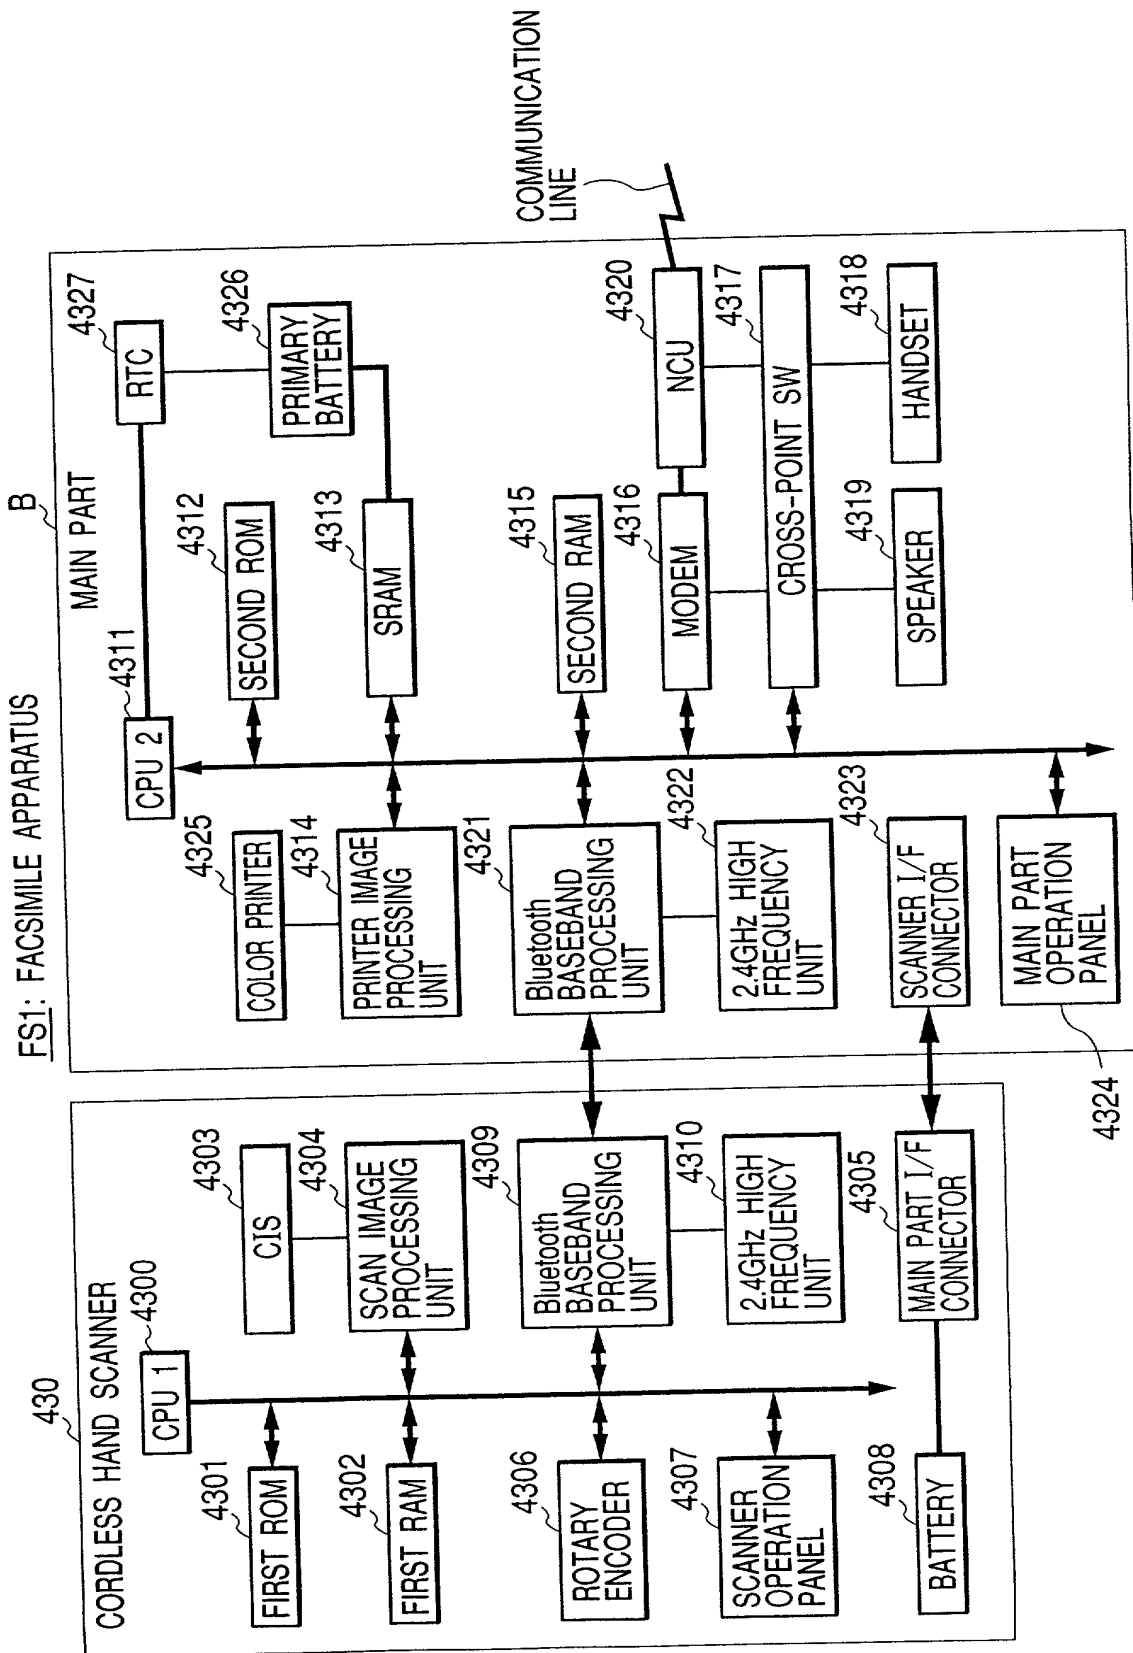 FS1: FACSIMILE APPARATUS
430
CORDLESS HAND SCANNER
CPU 1
4300
4301
FIRST ROM
4302
FIRST RAM
4303
CIS
4304
SCAN IMAGE
PROCESSING
UNIT
4306
ROTARY
ENCODER
4309
Bluetooth
BASEBAND
PROCESSING
UNIT
4307
SCANNER
OPERATION
PANEL
4310
2.4GHz HIGH
FREQUENCY
UNIT
4308
BATTERY
4305
MAIN PART I/F
CONNECTOR
B
MAIN PART
CPU 2
4311
4327
RTC
4325
COLOR PRINTER
4312
SECOND ROM
4326
PRIMARY
BATTERY
4314
PRINTER IMAGE
PROCESSING
UNIT
4313
SRAM
4321
Bluetooth
BASEBAND
PROCESSING
UNIT
4315
SECOND RAM
4322
2.4GHz HIGH
FREQUENCY
UNIT
4316
MODEM
4320
NCU
COMMUNICATION
LINE
4317
CROSS-POINT SW
4323
SCANNER I/F
CONNECTOR
4319
SPEAKER
4318
HANDSET
MAIN PART
OPERATION
PANEL
4324